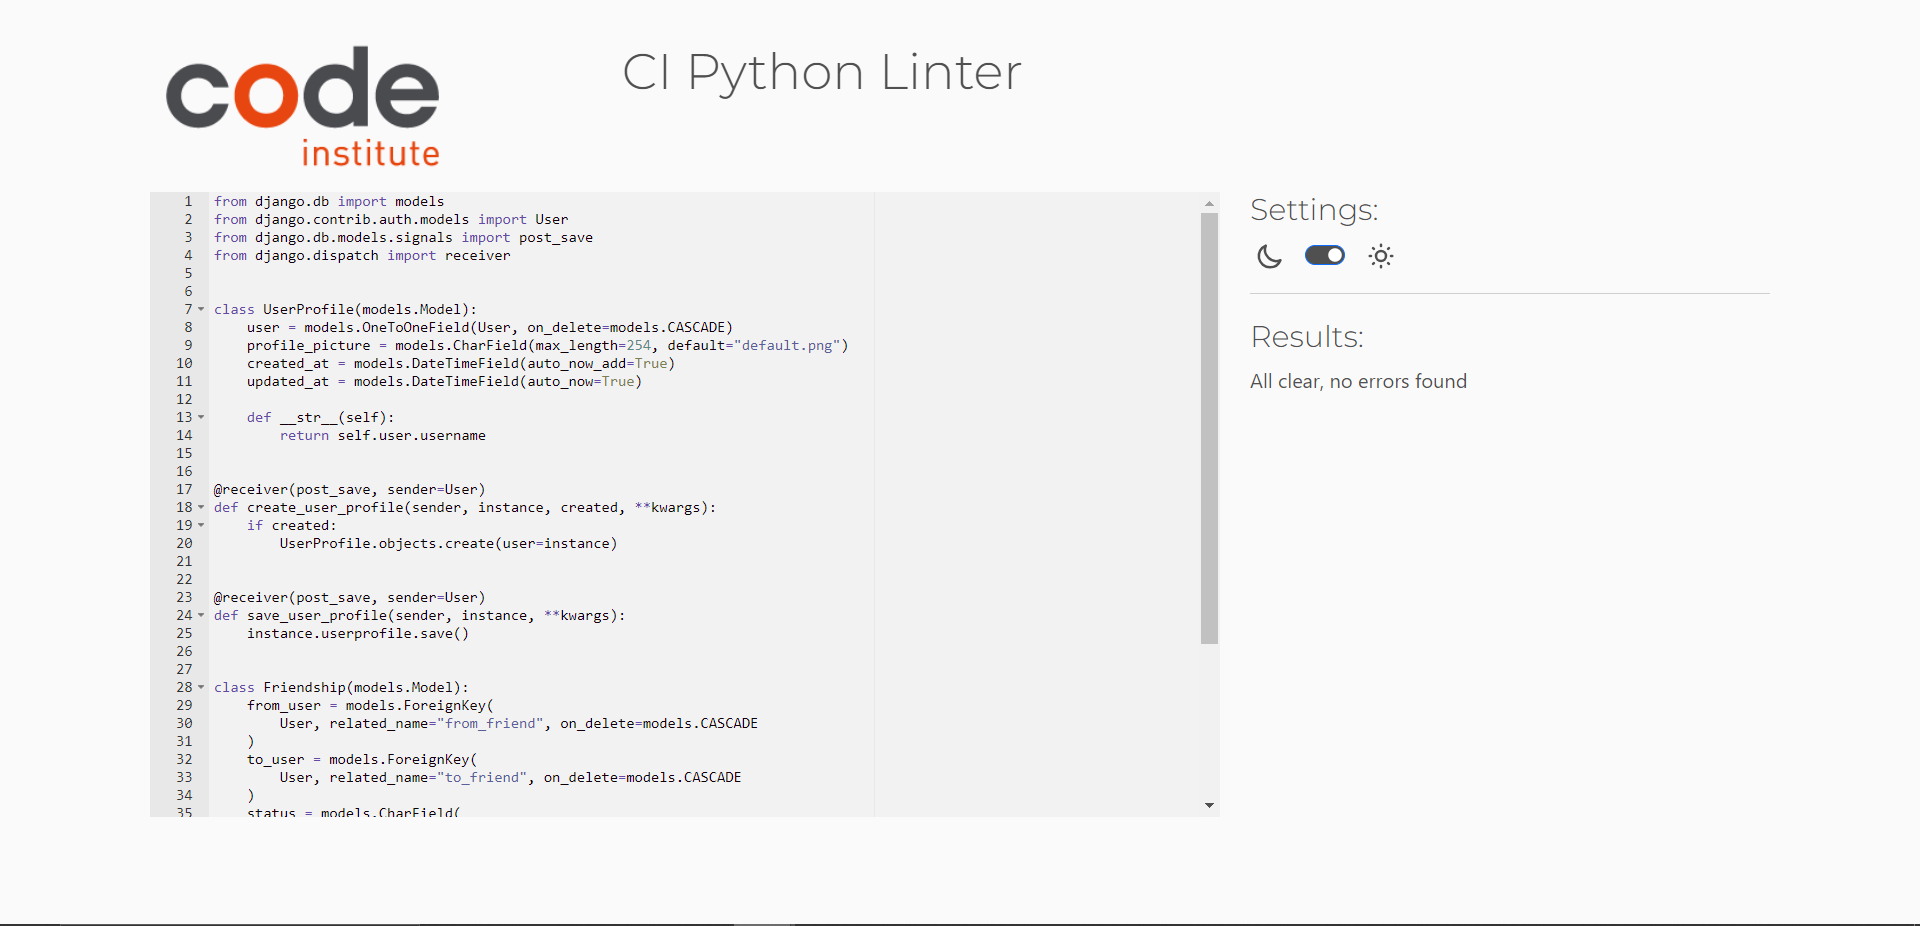 code
institute
CI Python Linter
1 from django.db import models
2 from django.contrib.auth.models import User
3 from django.db.models.signals import post_save
4 from django.dispatch import receiver
5
6
7 class UserProfile(models.Model):
8     user = models.OneToOneField(User, on_delete=models.CASCADE)
9     profile_picture = models.CharField(max_length=254, default="default.png")
10     created_at = models.DateTimeField(auto_now_add=True)
11     updated_at = models.DateTimeField(auto_now=True)
12
13     def __str__(self):
14         return self.user.username
15
16
17 @receiver(post_save, sender=User)
18 def create_user_profile(sender, instance, created, **kwargs):
19     if created:
20         UserProfile.objects.create(user=instance)
21
22
23 @receiver(post_save, sender=User)
24 def save_user_profile(sender, instance, **kwargs):
25     instance.userprofile.save()
26
27
28 class Friendship(models.Model):
29     from_user = models.ForeignKey(
30         User, related_name="from_friend", on_delete=models.CASCADE
31     )
32     to_user = models.ForeignKey(
33         User, related_name="to_friend", on_delete=models.CASCADE
34     )
35     status = models.CharField(
Settings:
Results:
All clear, no errors found